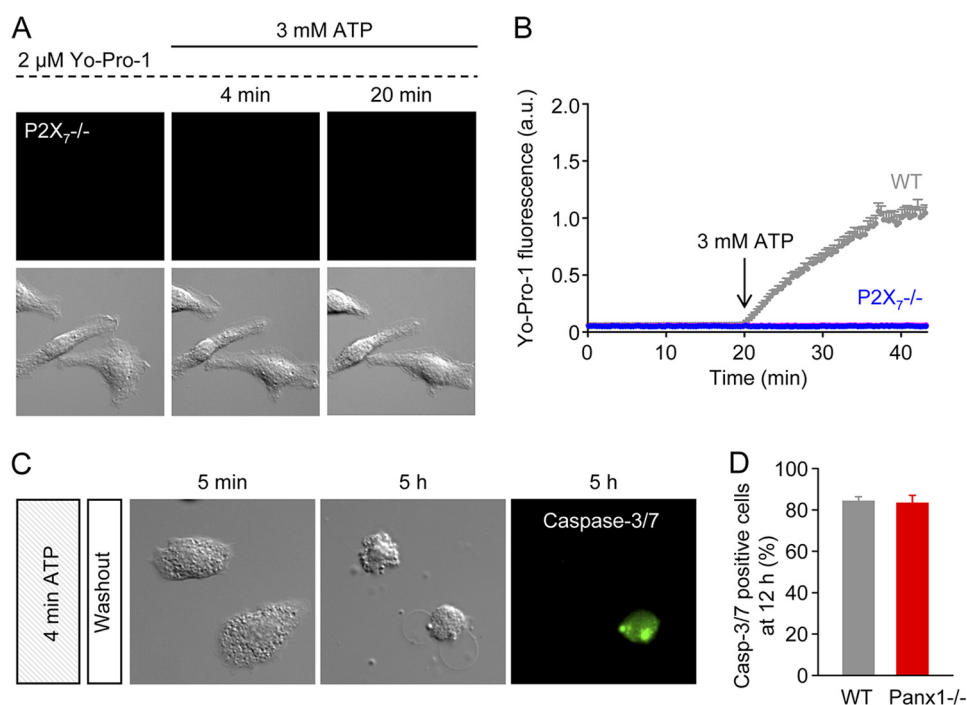 A
3 mM ATP
2 µM Yo-Pro-1
4 min
20 min
P2X₇-/-
B
Yo-Pro-1 fluorescence (a.u.)
2.0
1.5
1.0
0.5
0
WT
3 mM ATP
P2X₇-/-
0
10
20
30
40
Time (min)
C
5 min
5 h
5 h
4 min ATP
Washout
Caspase-3/7
D
Casp-3/7 positive cells
at 12 h (%)
100
80
60
40
20
0
WT
Panx1-/-